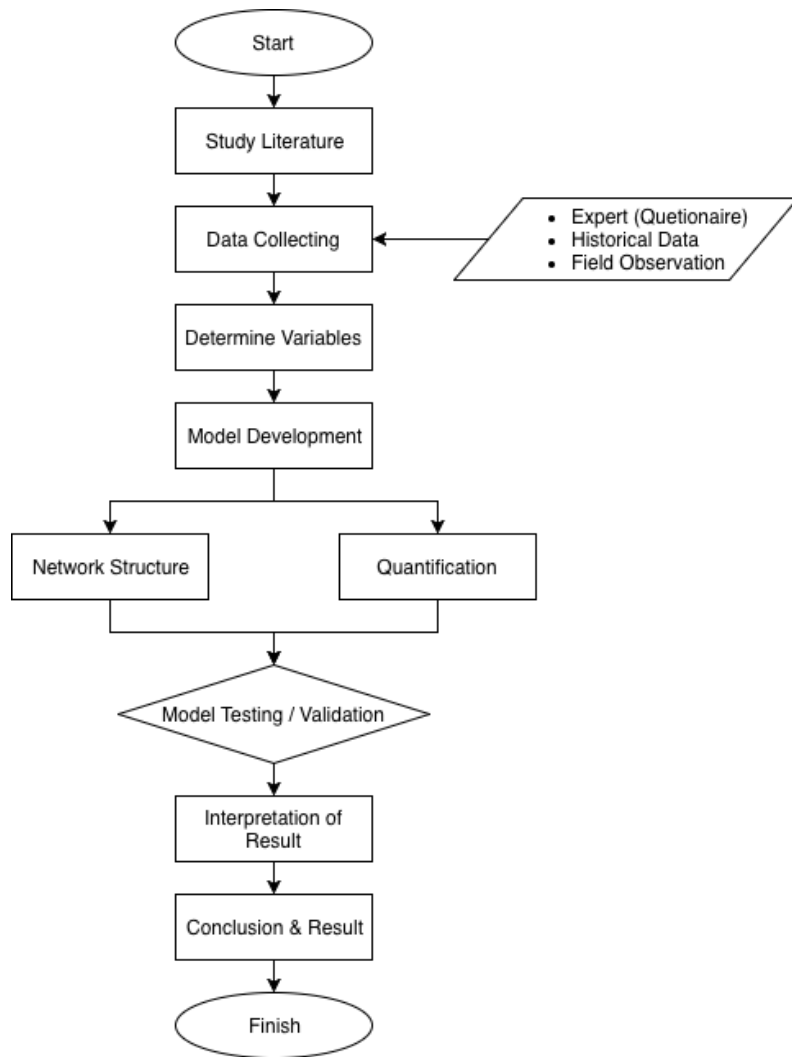 Start
Study Literature
Data Collecting
• Expert (Quetionaire)
• Historical Data
• Field Observation
Determine Variables
Model Development
Network Structure
Quantification
Model Testing / Validation
Interpretation of
Result
Conclusion & Result
Finish